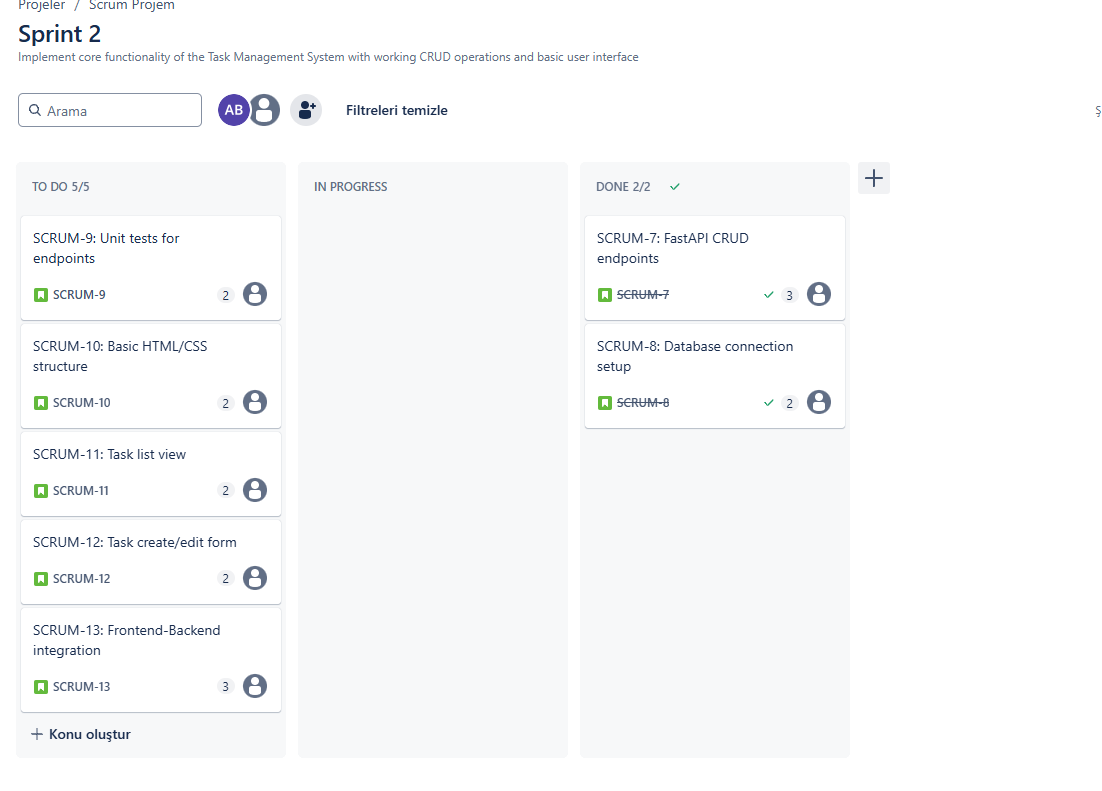 Projeler / Scrum Projem
Sprint 2
Implement core functionality of the Task Management System with working CRUD operations and basic user interface
Arama
AB
Filtreleri temizle
Ş
TO DO 5/5
SCRUM-9: Unit tests for
endpoints
SCRUM-9 2
SCRUM-10: Basic HTML/CSS
structure
SCRUM-10 2
SCRUM-11: Task list view
SCRUM-11 2
SCRUM-12: Task create/edit form
SCRUM-12 2
SCRUM-13: Frontend-Backend
integration
SCRUM-13 3
Konu oluştur
IN PROGRESS
DONE 2/2
SCRUM-7: FastAPI CRUD
endpoints
SCRUM-7 3
SCRUM-8: Database connection
setup
SCRUM-8 2